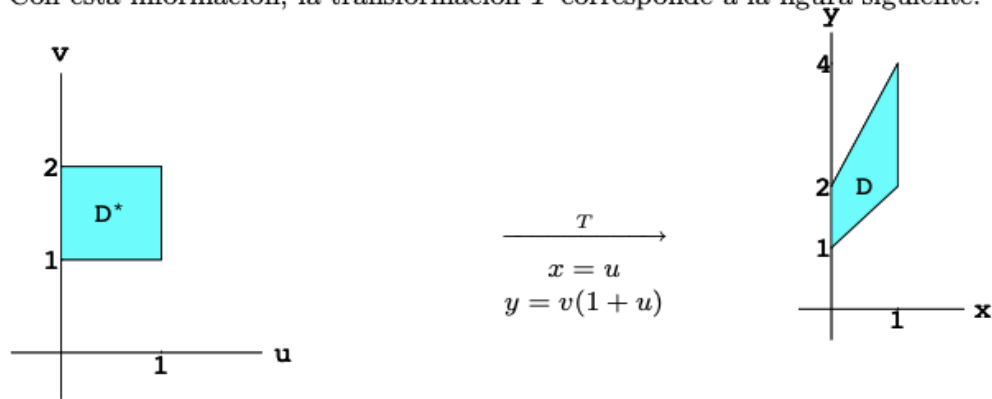 Con esta información, la transformación T corresponde a la figura siguiente.
v
2
D*
1
1
u
T
x = u
y = v(1 + u)
y
4
2
D
1
1
x